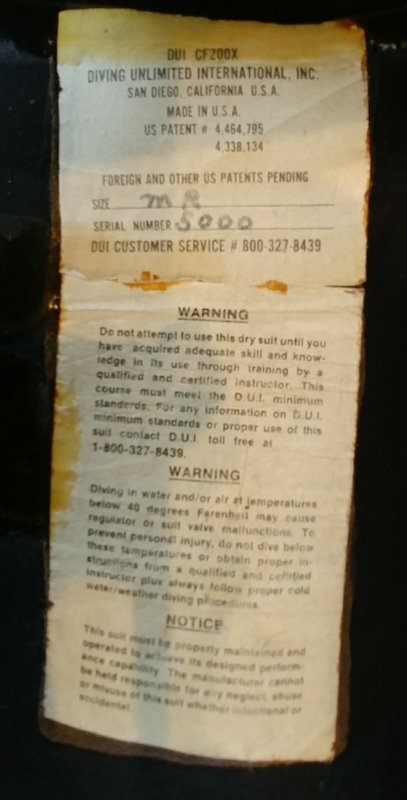 DUI CF200X
DIVING UNLIMITED INTERNATIONAL, INC.
SAN DIEGO, CALIFORNIA U.S.A.
MADE IN U.S.A.
US PATENT # 4,464,795
4,338,134
FOREIGN AND OTHER US PATENTS PENDING
SIZE MR
SERIAL NUMBER 5000
DUI CUSTOMER SERVICE # 800-327-8439
WARNING
Do not attempt to use this dry suit until you
have acquired adequate skill and know-
ledge in its use through training by a
qualified and certified instructor. This
course must meet the D.U.I. minimum
standards. For any information on D.U.I.
minimum standards or proper use of this
suit contact D.U.I. toll free at
1-800-327-8439.
WARNING
Diving in water and/or air at temperatures
below 40 degrees Farenheit may cause
regulator or suit valve malfunctions. To
prevent personal injury, do not dive below
these temperatures or obtain proper in-
structions from a qualified and certified
instructor plus always follow proper cold
water/weather diving procedures.
NOTICE
This suit must be properly maintained and
operated to achieve its designed perform-
ance capability. The manufacturer cannot
be held responsible for any neglect, abuse
or misuse of this suit whether intentional or
accidental.